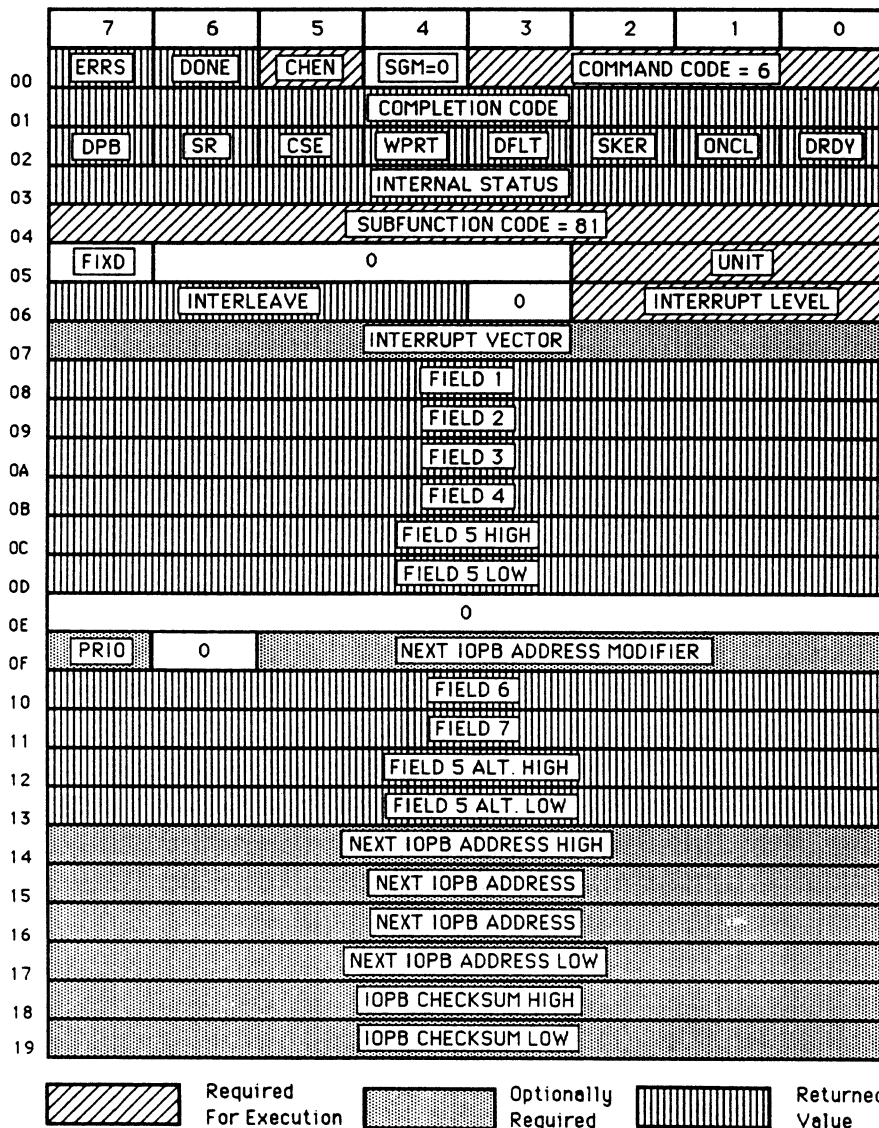 7 6 5 4 3 2 1 0
00 ERRS DONE CHEN SGM=0 COMMAND CODE = 6
01 COMPLETION CODE
02 DPB SR CSE WPRT DFLT SKER ONCL DRDY
03 INTERNAL STATUS
04 SUBFUNCTION CODE = 81
05 FIXD 0 UNIT
06 INTERLEAVE 0 INTERRUPT LEVEL
07 INTERRUPT VECTOR
08 FIELD 1
09 FIELD 2
0A FIELD 3
0B FIELD 4
0C FIELD 5 HIGH
0D FIELD 5 LOW
0E 0
0F PRIO 0 NEXT IOPB ADDRESS MODIFIER
10 FIELD 6
11 FIELD 7
12 FIELD 5 ALT. HIGH
13 FIELD 5 ALT. LOW
14 NEXT IOPB ADDRESS HIGH
15 NEXT IOPB ADDRESS
16 NEXT IOPB ADDRESS
17 NEXT IOPB ADDRESS LOW
18 IOPB CHECKSUM HIGH
19 IOPB CHECKSUM LOW
Required
For Execution
Optionally
Required
Returned
Value